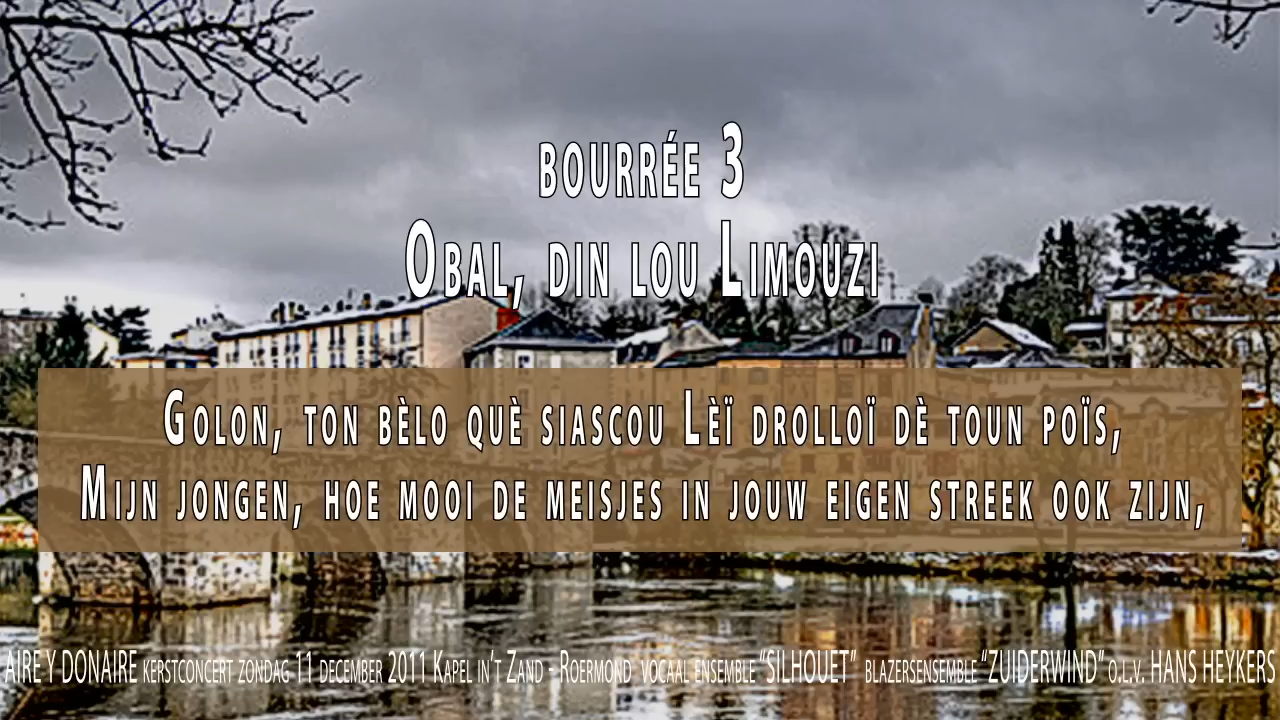 BOURRÉE 3
OBAL, DIN LOU LIMOUZI
GOLON, TON BÈLO QUÈ SIASCOU LÈÏ DROLLOÏ DÈ TOUN POÏS,
MIJN JONGEN, HOE MOOI DE MEISJES IN JOUW EIGEN STREEK OOK ZIJN,
AIRE Y DONAIRE KERSTCONCERT ZONDAG 11 DECEMBER 2011 KAPEL IN'T ZAND - ROERMOND VOCAAL ENSEMBLE "SILHOUET" BLAZERSENSEMBLE "ZUIDERWIND" O.L.V. HANS HEYKERS